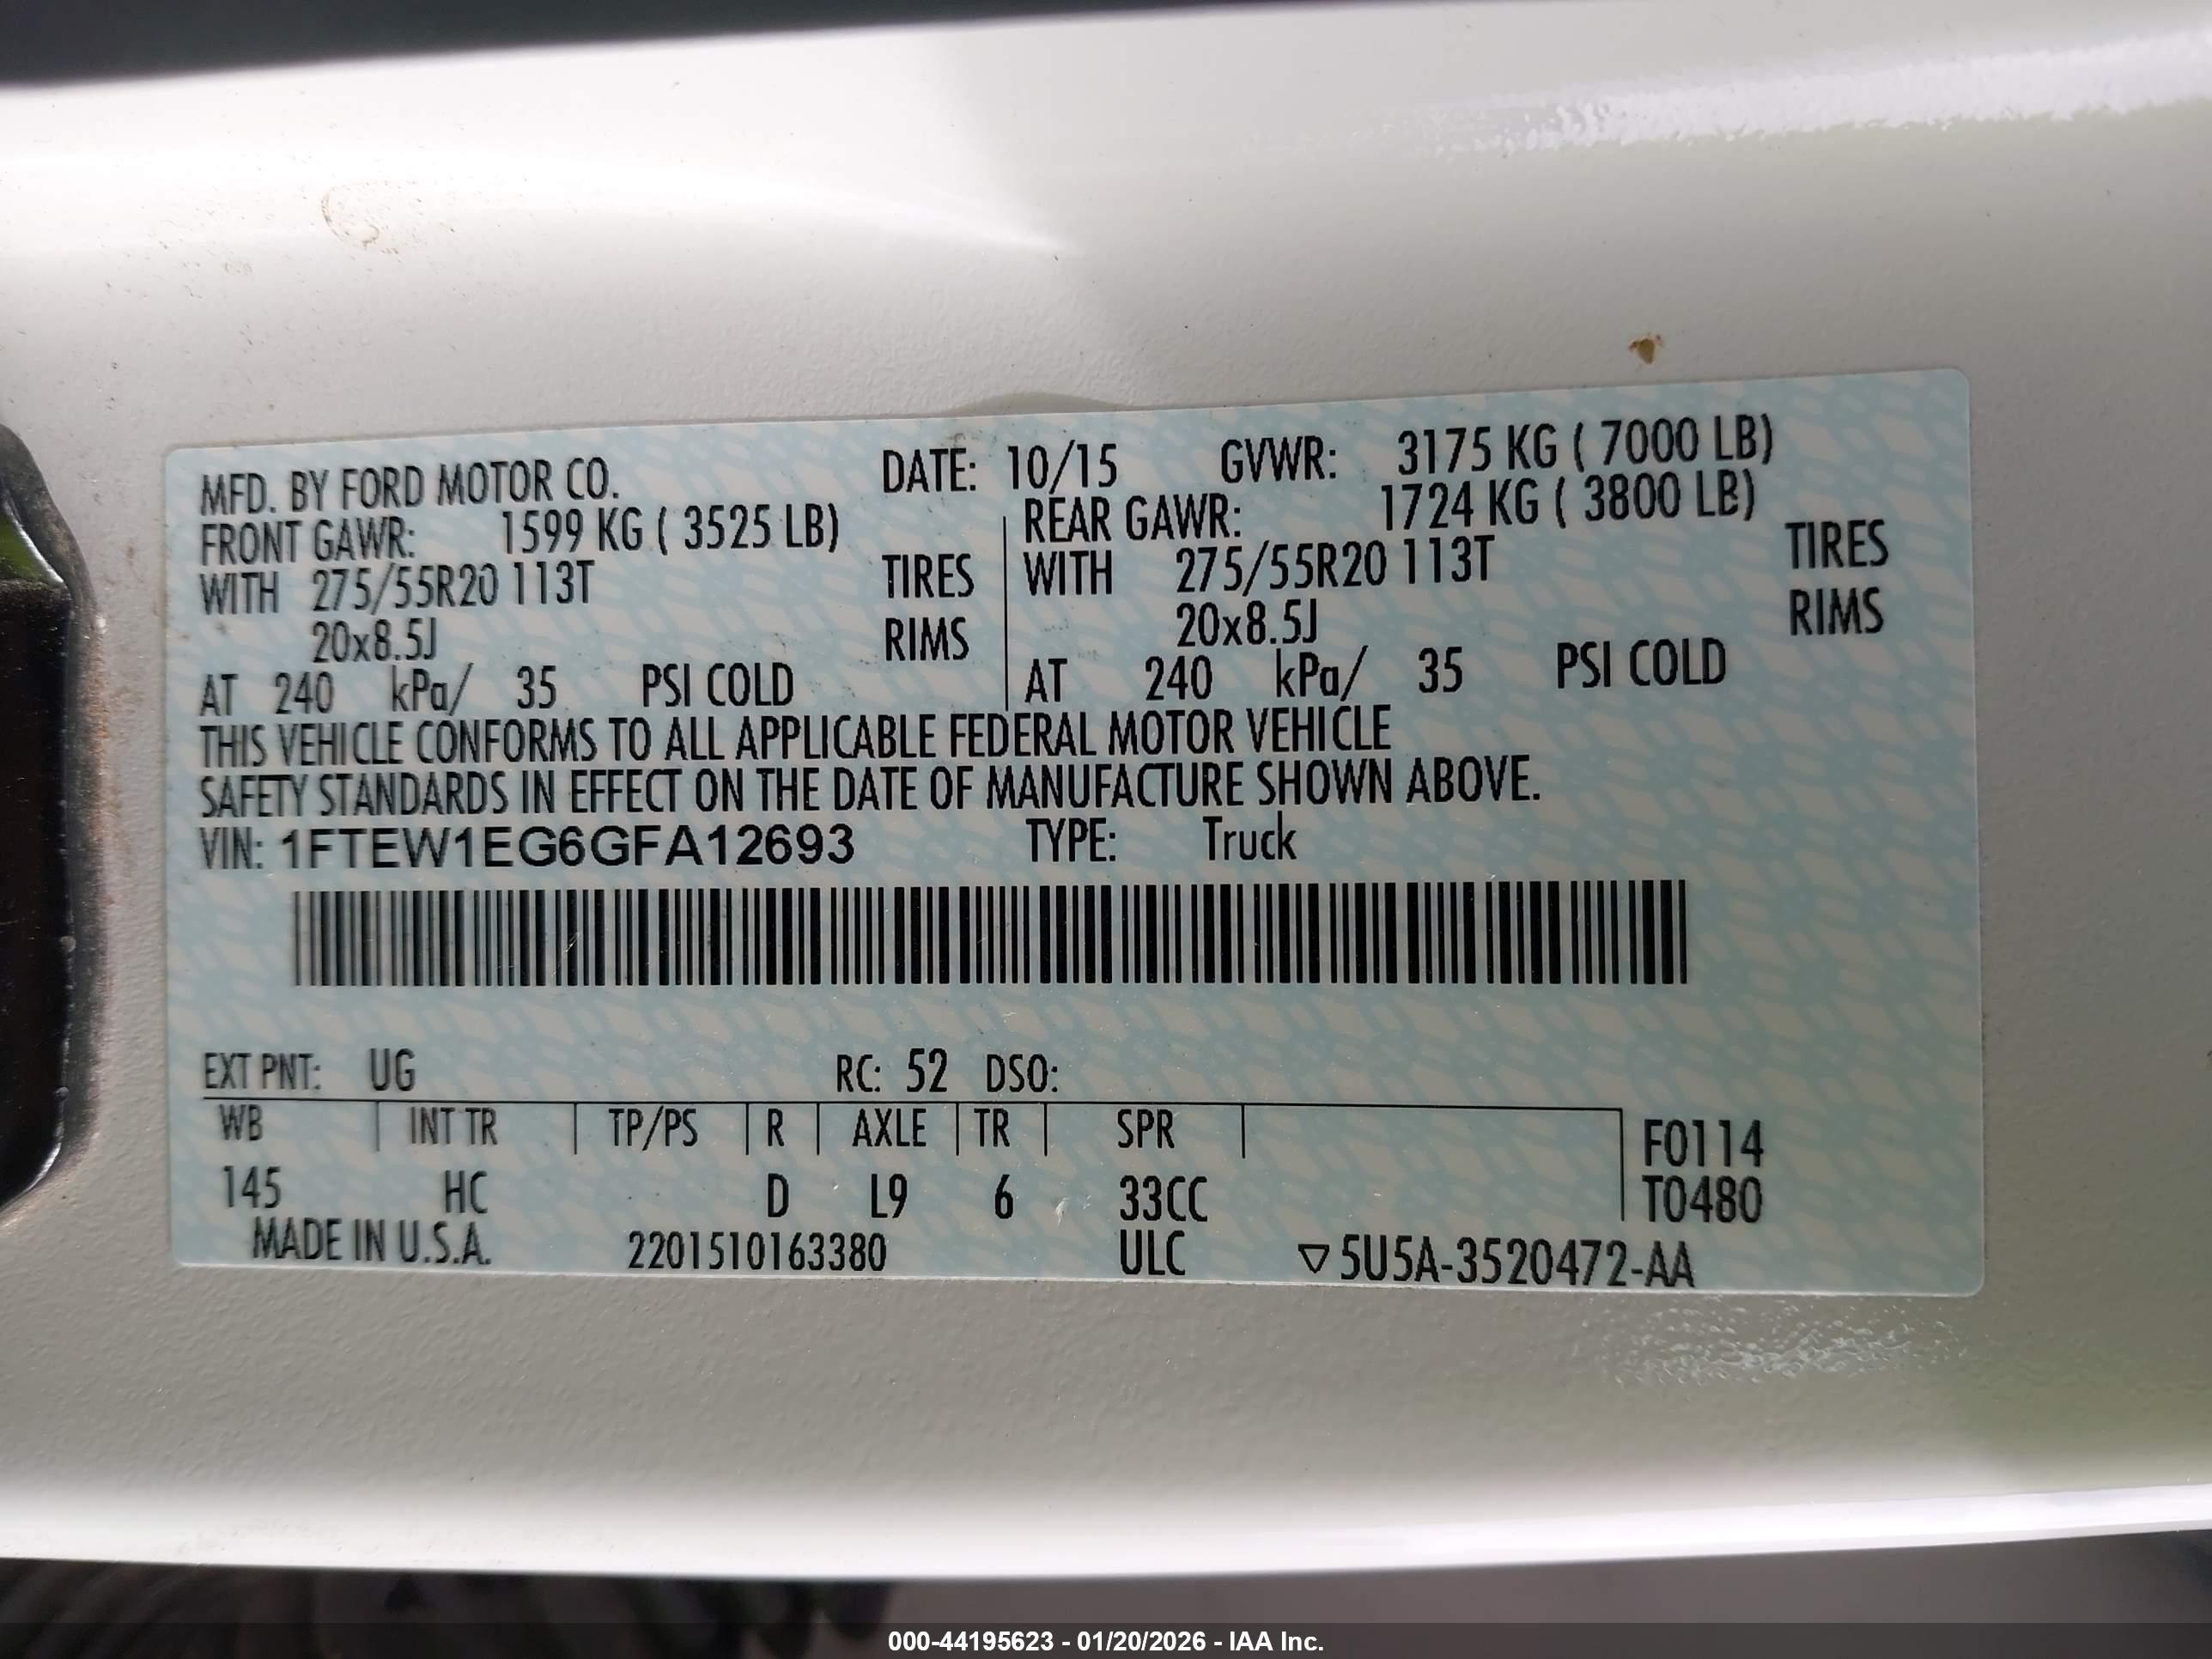 MFD. BY FORD MOTOR CO. DATE: 10/15 GVWR: 3175 KG ( 7000 LB)
FRONT GAWR: 1599 KG ( 3525 LB) REAR GAWR: 1724 KG ( 3800 LB)
WITH 275/55R20 113T TIRES WITH 275/55R20 113T TIRES
20x8.5J RIMS 20x8.5J RIMS
AT 240 kPa/ 35 PSI COLD AT 240 kPa/ 35 PSI COLD
THIS VEHICLE CONFORMS TO ALL APPLICABLE FEDERAL MOTOR VEHICLE
SAFETY STANDARDS IN EFFECT ON THE DATE OF MANUFACTURE SHOWN ABOVE.
VIN: 1FTEW1EG6GFA12693 TYPE: Truck
EXT PNT: UG RC: 52 DSO:
WB INT TR TP/PS R AXLE TR SPR F0114
145 HC D L9 6 33CC T0480
MADE IN U.S.A. 2201510163380 ULC ▽5U5A-3520472-AA
000-44195623 - 01/20/2026 - IAA Inc.